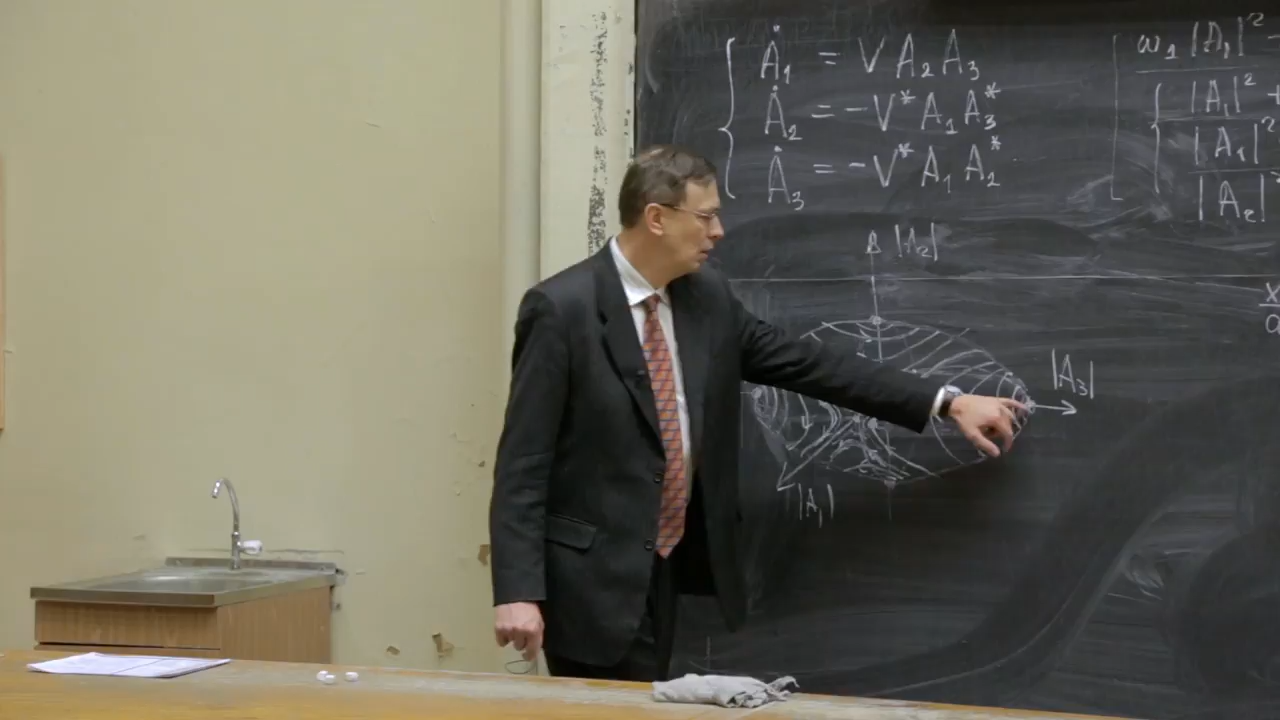 Ȧ₁ = V A₂ A₃
Ȧ₂ = -V* A₁ A₃*
Ȧ₃ = -V* A₁ A₂*
ω₁ |A₁|²
|A₁|² +
|A₁|²
|A₂|²
|A₂|
|A₃|
|A₁|